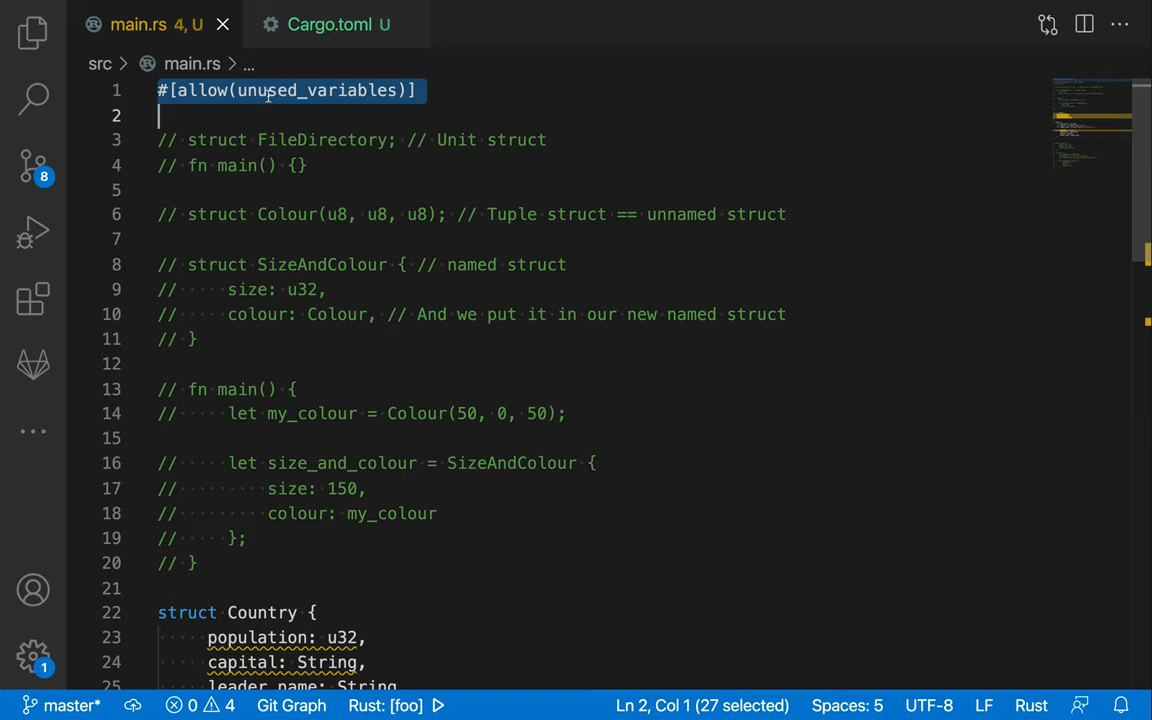 main.rs 4, U
Cargo.toml U
src > main.rs > ...
1 #[allow(unused_variables)]
2
3 // struct FileDirectory; // Unit struct
4 // fn main() {}
5
6 // struct Colour(u8, u8, u8); // Tuple struct == unnamed struct
7
8 // struct SizeAndColour { // named struct
9 //     size: u32,
10 //     colour: Colour, // And we put it in our new named struct
11 // }
12
13 // fn main() {
14 //     let my_colour = Colour(50, 0, 50);
15
16 //     let size_and_colour = SizeAndColour {
17 //         size: 150,
18 //         colour: my_colour
19 //     };
20 // }
21
22 struct Country {
23     population: u32,
24     capital: String,
25     leader_name: String
8
1
master* 0 4 Git Graph Rust: [foo] Ln 2, Col 1 (27 selected) Spaces: 5 UTF-8 LF Rust